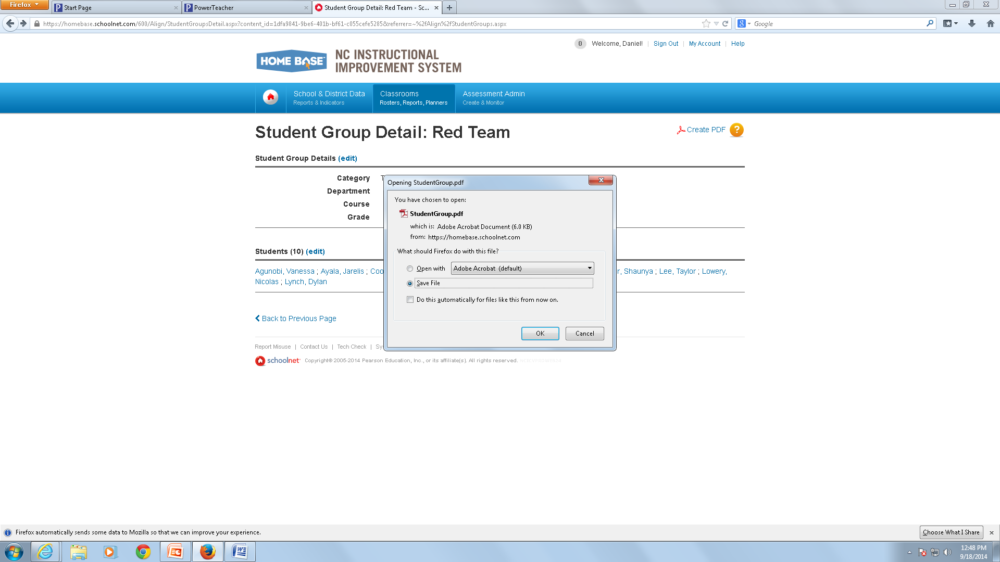 Firefox
Start Page
PowerTeacher
Student Group Detail: Red Team - Sc...
https://homebase.schoolnet.com/600/Align/StudentGroupsDetail.aspx?content_id=1dfa9841-9be6-401b-bf61-c055cefe5285&referrer=~%2fAlign%2fStudentGroups.aspx
Google
0 Welcome, Daniel! | Sign Out | My Account | Help
HOME BASE
NC INSTRUCTIONAL
IMPROVEMENT SYSTEM
School & District Data
Reports & Indicators
Classrooms
Rosters, Reports, Planners
Assessment Admin
Create & Monitor
Student Group Detail: Red Team
Create PDF ?
Student Group Details (edit)
Category
Department
Course
Grade
Students (10) (edit)
Agunobi, Vanessa ; Ayala, Jarelis ; Coo r, Shaunya ; Lee, Taylor ; Lowery,
Nicolas ; Lynch, Dylan
Back to Previous Page
Report Misuse | Contact Us | Tech Check | Sy
schoolnet Copyright© 2005-2014 Pearson Education, Inc., or its affiliate(s). All rights reserved.
Opening StudentGroup.pdf
You have chosen to open:
StudentGroup.pdf
which is: Adobe Acrobat Document (6.0 KB)
from: https://homebase.schoolnet.com
What should Firefox do with this file?
Open with Adobe Acrobat (default)
Save File
Do this automatically for files like this from now on.
OK
Cancel
Firefox automatically sends some data to Mozilla so that we can improve your experience.
Choose What I Share
12:48 PM
9/18/2014